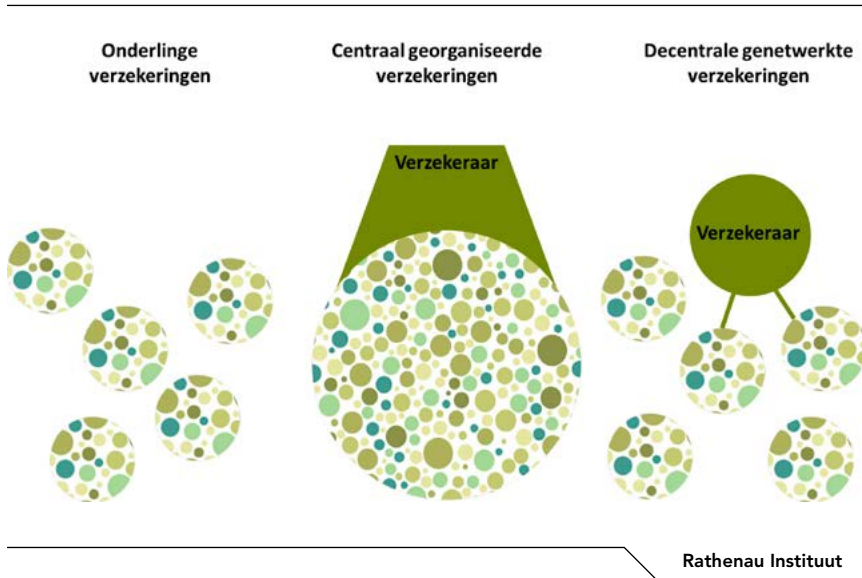 Onderlinge
verzekeringen
Centraal georganiseerde
verzekeringen
Decentrale genetwerkte
verzekeringen
Verzekeraar
Verzekeraar
Rathenau Instituut